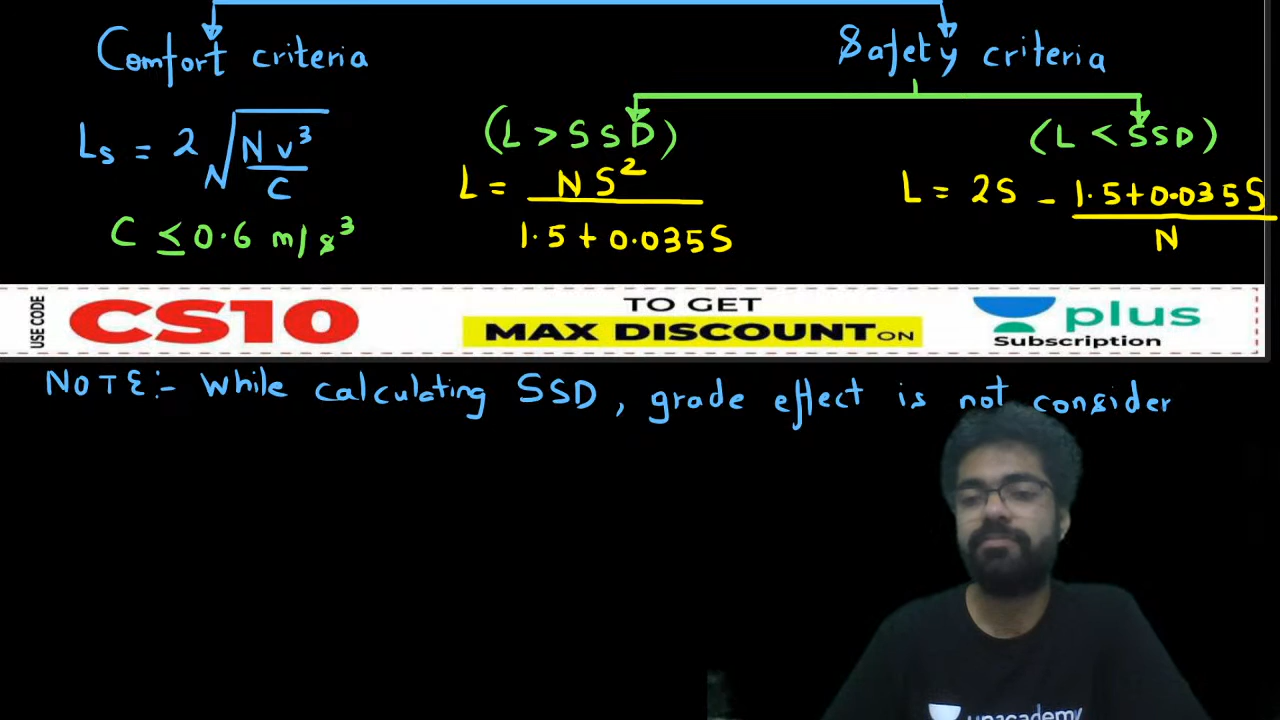 Comfort criteria
Safety criteria
Ls = 2 √(N v³ / C)
C ≤ 0.6 m/s³
(L > SSD)
L = N S² / 1.5 + 0.035S
(L < SSD)
L = 2S - 1.5+0.035S / N
USE CODE
CS10
TO GET
MAX DISCOUNT ON
plus
Subscription
NOTE:- While calculating SSD, grade effect is not consider
unacademy